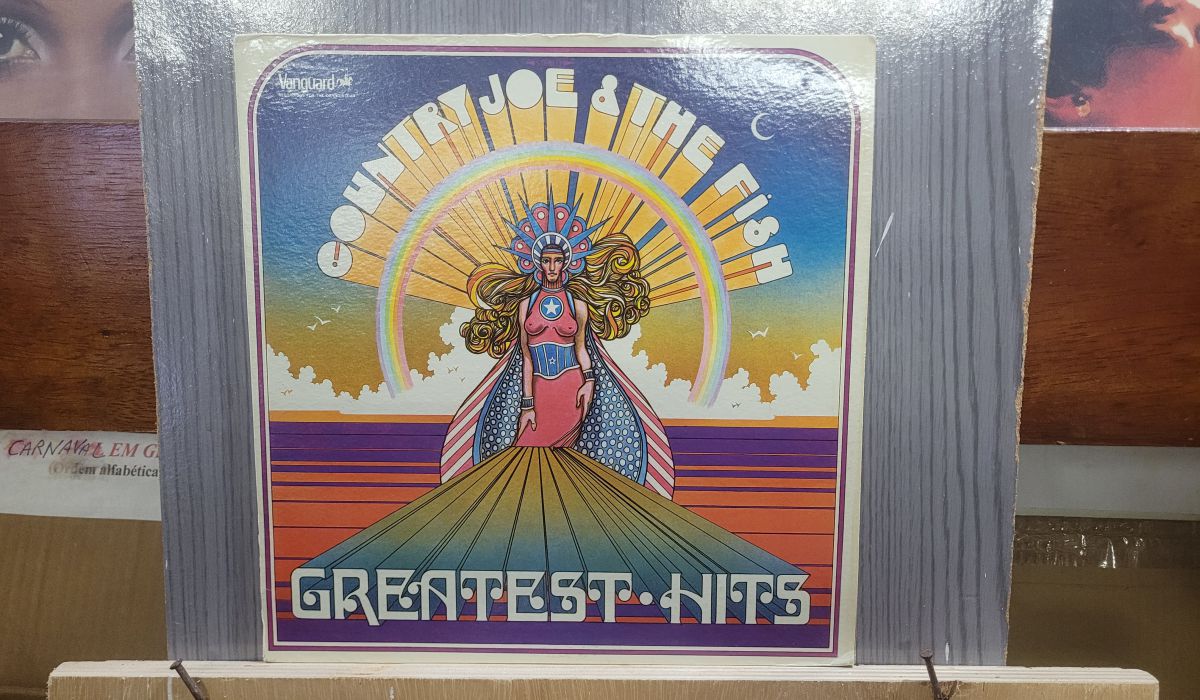 Vanguard
COUNTRY JOE & THE FISH
GREATEST·HITS
CARNAVAL EM G
(Ordem alfabética